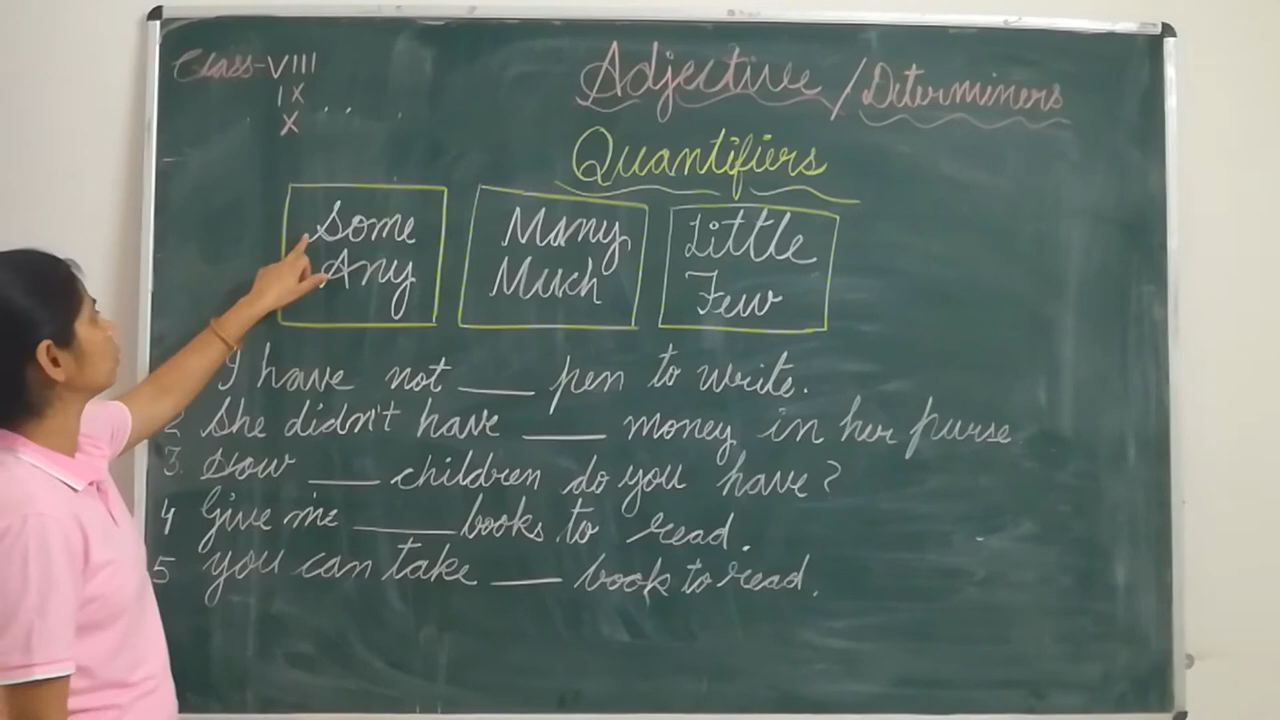 Class-VIII
IX
X
Adjective / Determiners
Quantifiers
Some
Any
Many
Much
Little
Few
I have not ___ pen to write.
2 She didn't have ___ money in her purse.
3. How ___ children do you have?
4 Give me ___ books to read.
5 you can take ___ book to read.